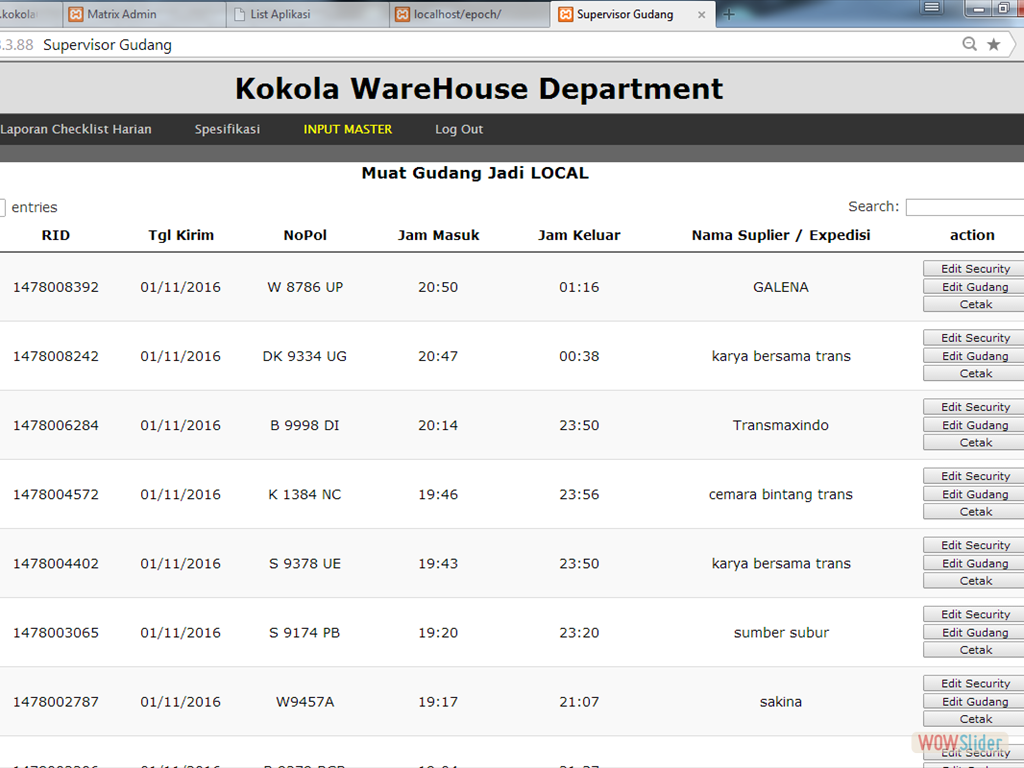 .kokola Matrix Admin List Aplikasi localhost/epoch/ Supervisor Gudang
.3.88 Supervisor Gudang
Kokola WareHouse Department
Laporan Checklist Harian Spesifikasi INPUT MASTER Log Out
Muat Gudang Jadi LOCAL
entries Search:
RID Tgl Kirim NoPol Jam Masuk Jam Keluar Nama Suplier / Expedisi action
1478008392 01/11/2016 W 8786 UP 20:50 01:16 GALENA Edit Security
Edit Gudang
Cetak
1478008242 01/11/2016 DK 9334 UG 20:47 00:38 karya bersama trans Edit Security
Edit Gudang
Cetak
1478006284 01/11/2016 B 9998 DI 20:14 23:50 Transmaxindo Edit Security
Edit Gudang
Cetak
1478004572 01/11/2016 K 1384 NC 19:46 23:56 cemara bintang trans Edit Security
Edit Gudang
Cetak
1478004402 01/11/2016 S 9378 UE 19:43 23:50 karya bersama trans Edit Security
Edit Gudang
Cetak
1478003065 01/11/2016 S 9174 PB 19:20 23:20 sumber subur Edit Security
Edit Gudang
Cetak
1478002787 01/11/2016 W9457A 19:17 21:07 sakina Edit Security
Edit Gudang
Cetak
WOWSlider
Edit Security